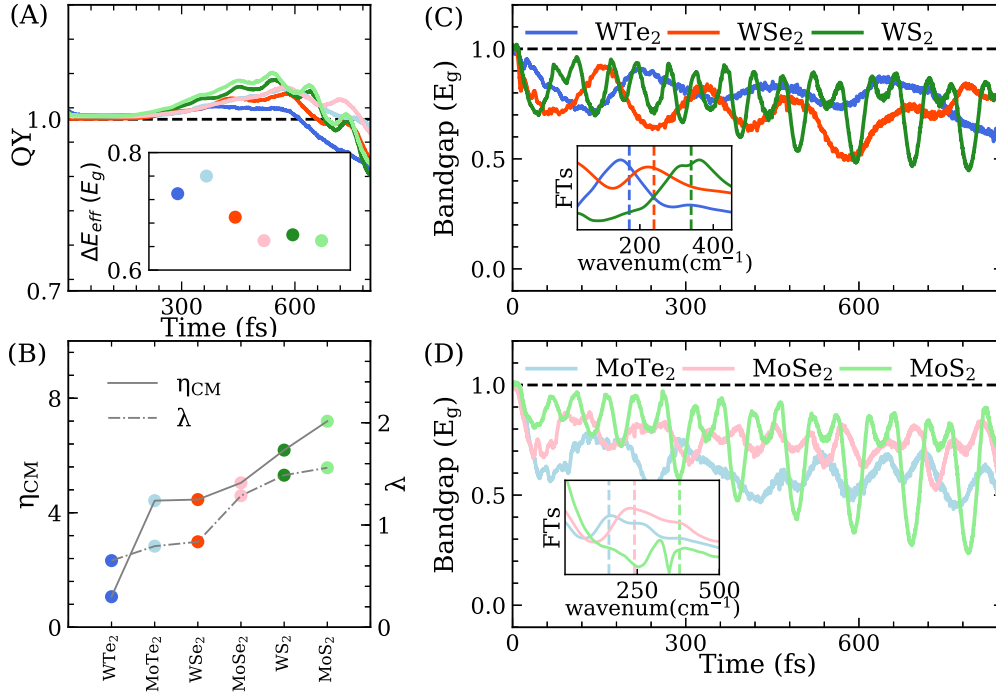 (A)
QY
1.0
0.7
0.8
0.6
ΔE_eff (E_g)
300
600
Time (fs)
(B)
η_CM
λ
8
4
0
η_CM
2
1
0
λ
WTe₂
MoTe₂
WSe₂
MoSe₂
WS₂
MoS₂
(C)
WTe₂
WSe₂
WS₂
1.0
0.5
0.0
Bandgap (E_g)
FTs
200
400
wavenum(cm⁻¹)
0
300
600
(D)
MoTe₂
MoSe₂
MoS₂
1.0
0.5
0.0
Bandgap (E_g)
FTs
250
500
wavenum(cm⁻¹)
0
300
600
Time (fs)